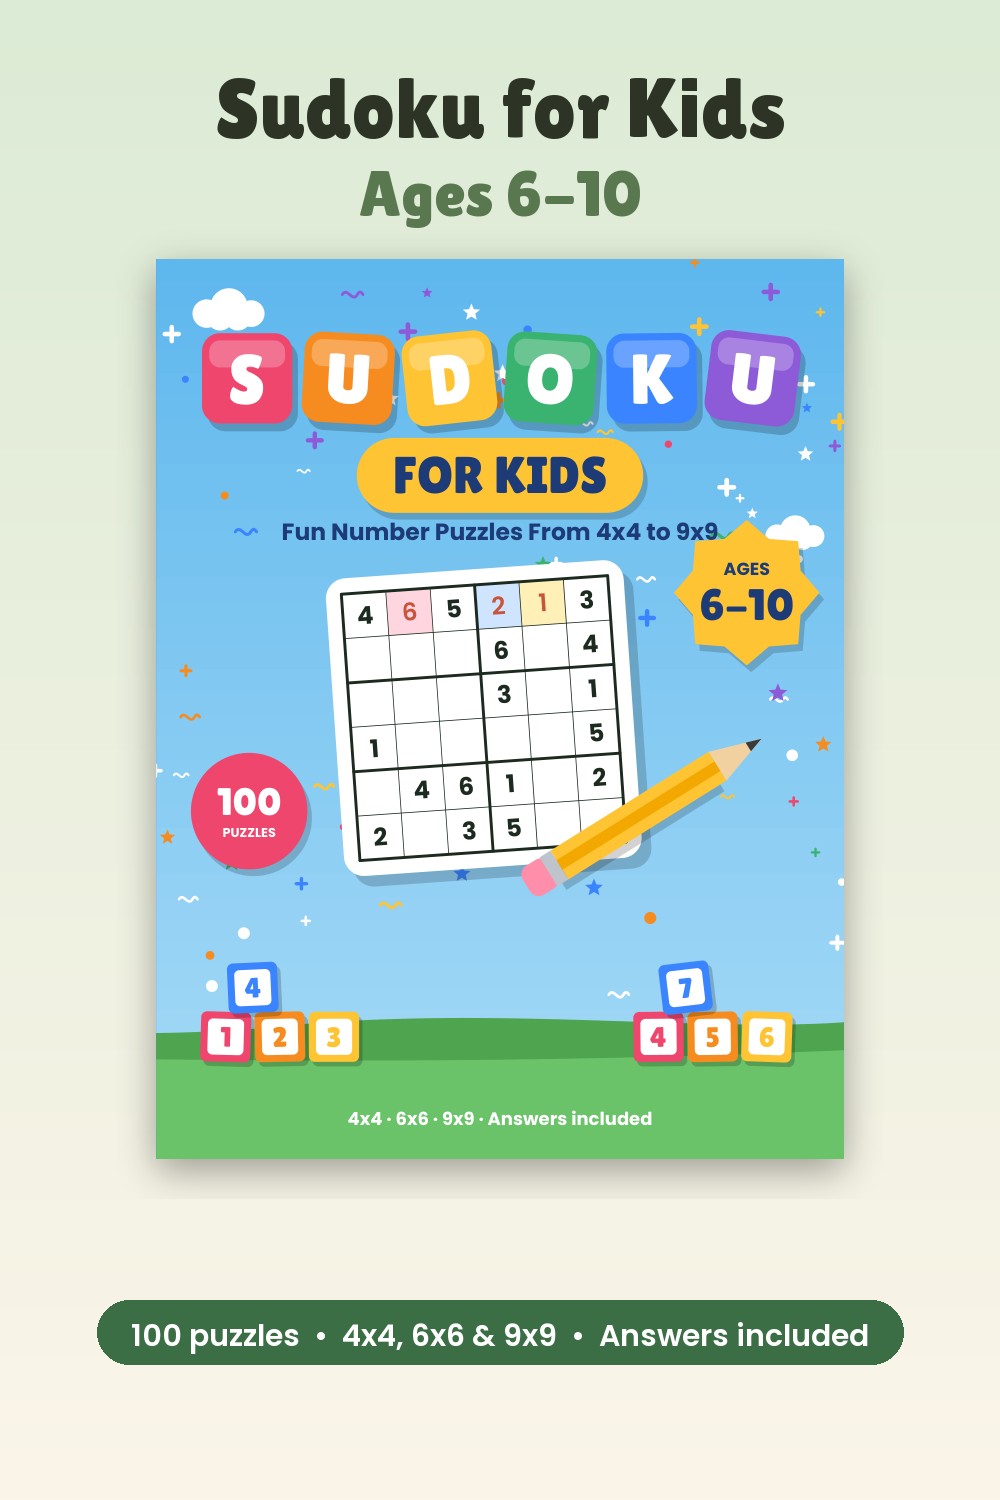 Sudoku for Kids
Ages 6–10
SUDOKU
FOR KIDS
Fun Number Puzzles From 4x4 to 9x9
AGES
6–10
4 6 5 2 1 3
6 4
3 1
1 5
4 6 1 2
2 3 5
100
PUZZLES
4
1 2 3
7
4 5 6
4x4 · 6x6 · 9x9 · Answers included
100 puzzles • 4x4, 6x6 & 9x9 • Answers included